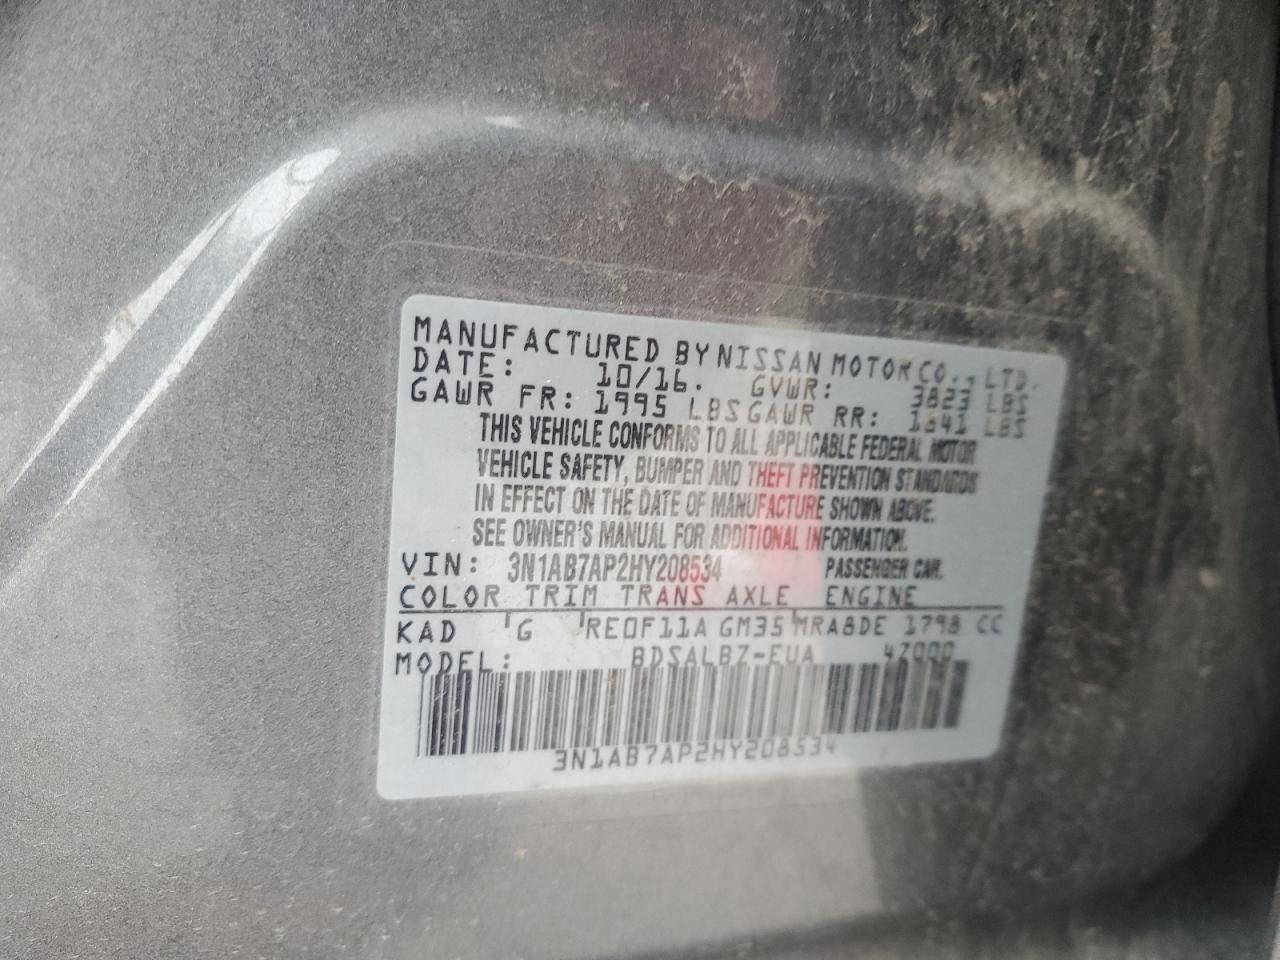 MANUFACTURED BY NISSAN MOTOR CO., LTD.
DATE: 10/16. GVWR: 3823 LBS
GAWR FR: 1995 LBS GAWR RR: 1841 LBS
THIS VEHICLE CONFORMS TO ALL APPLICABLE FEDERAL MOTOR
VEHICLE SAFETY, BUMPER AND THEFT PREVENTION STANDARDS
IN EFFECT ON THE DATE OF MANUFACTURE SHOWN ABOVE.
SEE OWNER'S MANUAL FOR ADDITIONAL INFORMATION.
VIN: 3N1AB7AP2HY208534 PASSENGER CAR.
COLOR TRIM TRANS AXLE ENGINE
KAD G RE0F11A GM35 MRA8DE 1798 CC
MODEL: BDSALBZ-EUA 47000
3N1AB7AP2HY208534